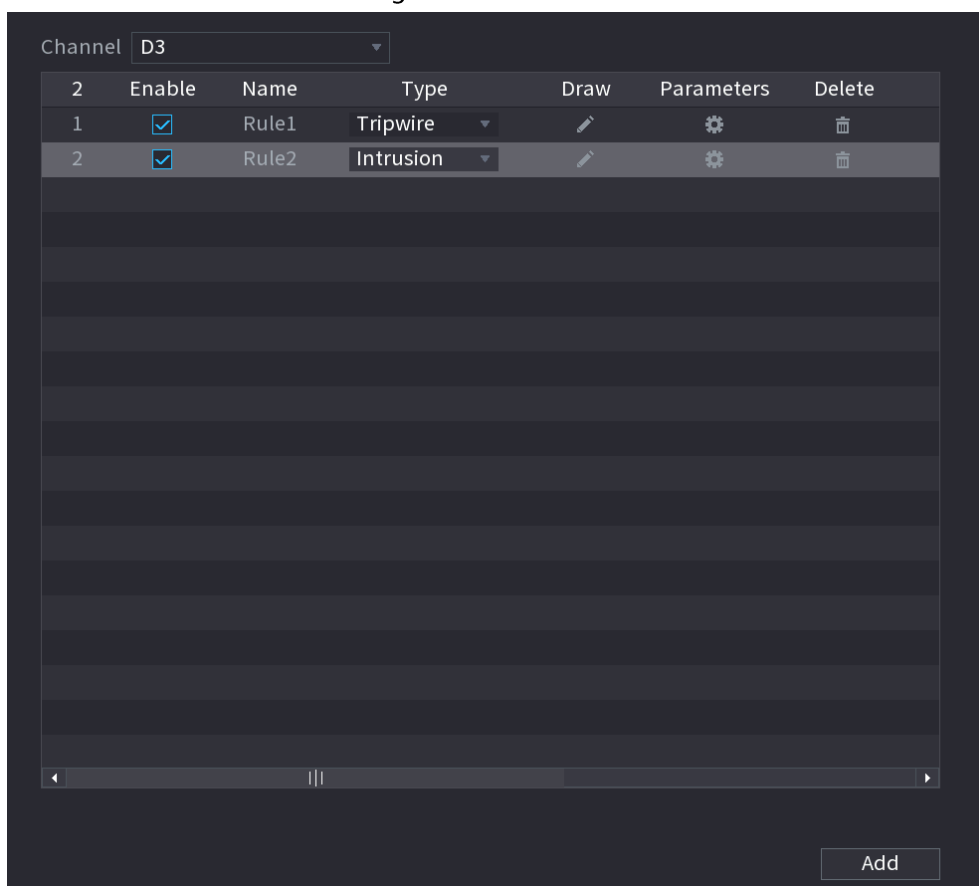 Channel D3
2 Enable Name Type Draw Parameters Delete
1 Rule1 Tripwire
2 Rule2 Intrusion
Add